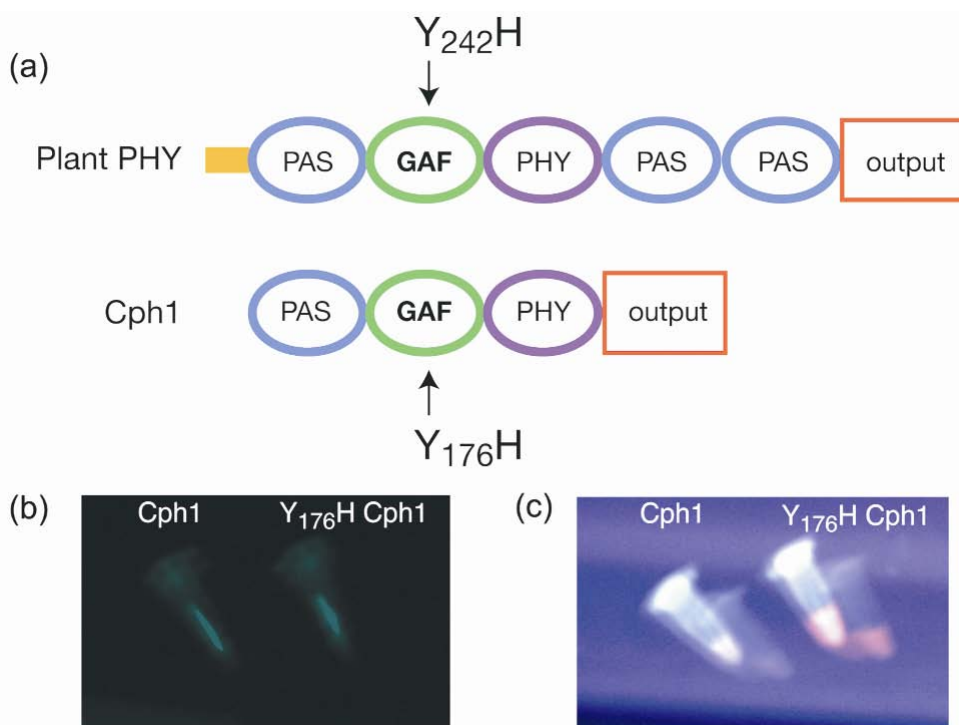 (a)
Y242H
Plant PHY PAS GAF PHY PAS PAS output
Cph1 PAS GAF PHY output
Y176H
(b) Cph1 Y176H Cph1
(c) Cph1 Y176H Cph1